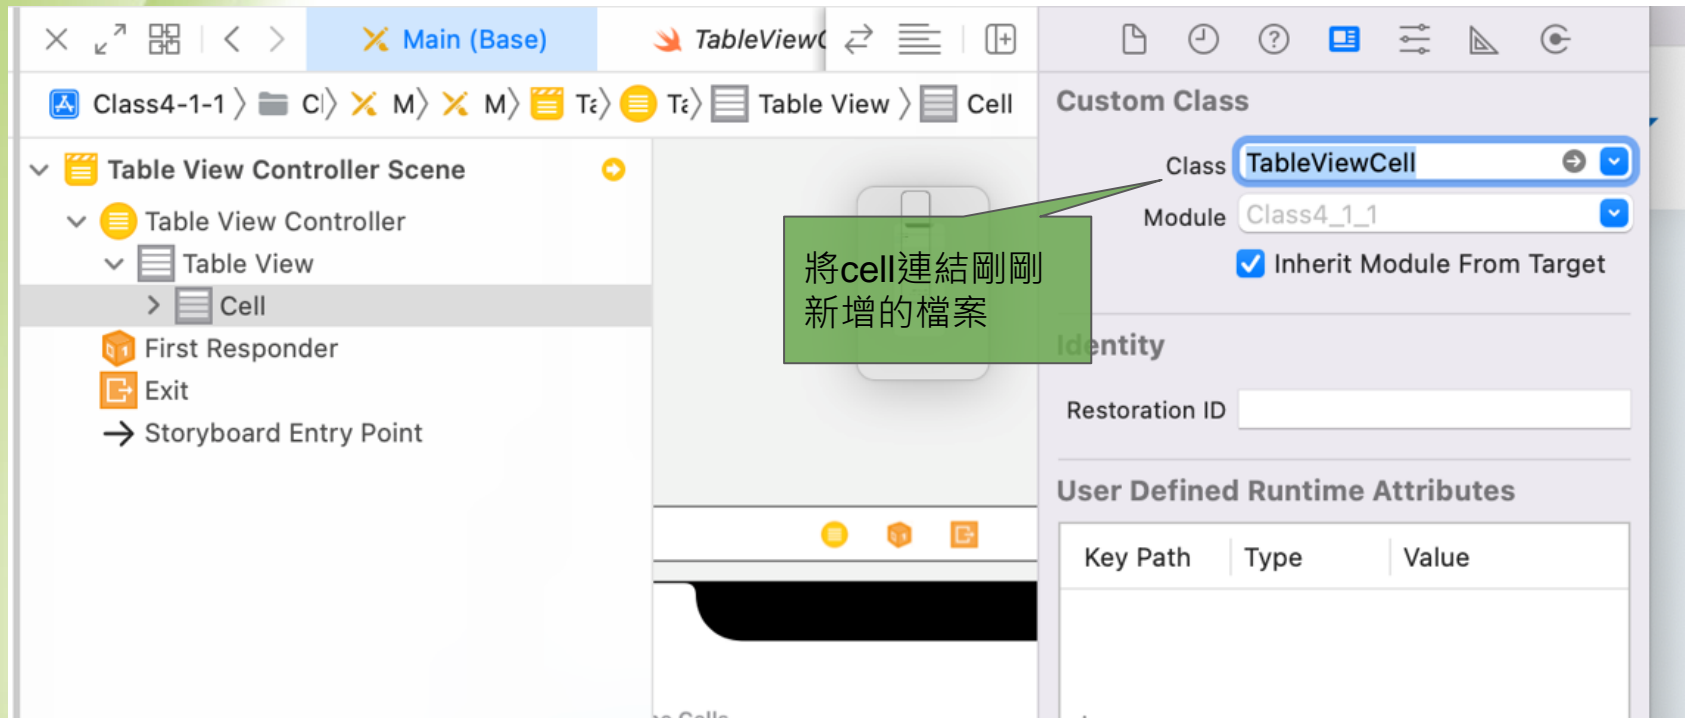 Main (Base)
TableView
Class4-1-1
M
M
Table View
Cell
Table View Controller Scene
Table View Controller
Table View
Cell
First Responder
Exit
Storyboard Entry Point
將cell連結剛剛
新增的檔案
Custom Class
Class TableViewCell
Module Class4_1_1
Inherit Module From Target
Identity
Restoration ID
User Defined Runtime Attributes
Key Path Type Value